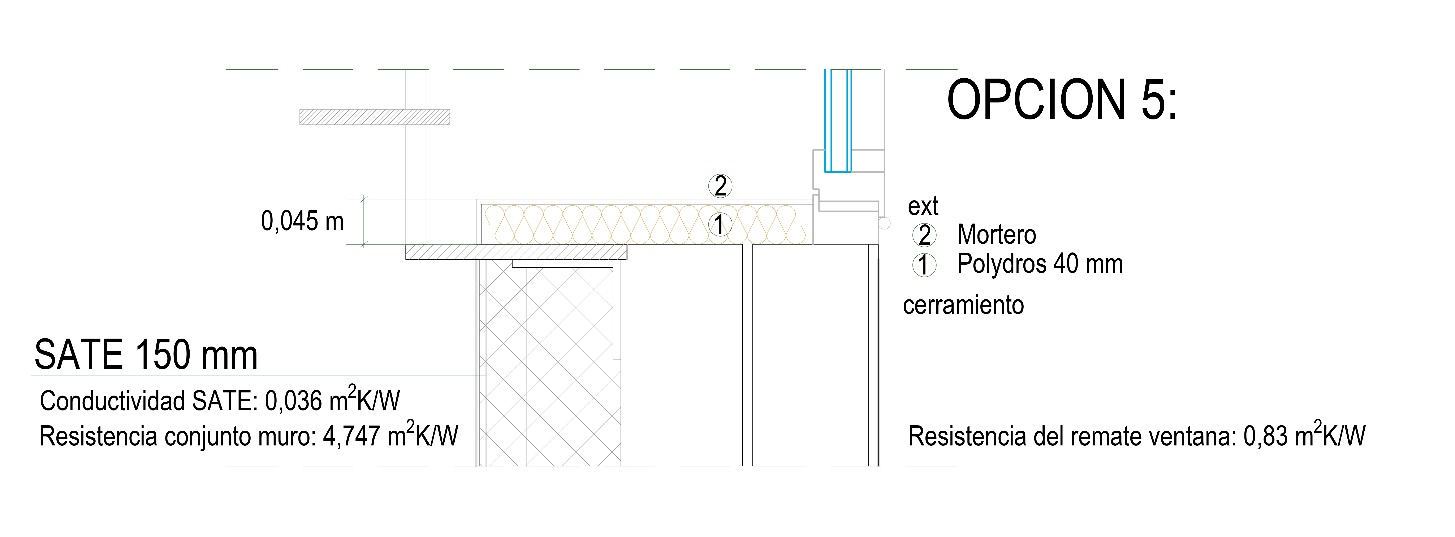 OPCION 5:
2
0,045 m
1
ext
2 Mortero
1 Polydros 40 mm
cerramiento
SATE 150 mm
Conductividad SATE: 0,036 m²K/W
Resistencia conjunto muro: 4,747 m²K/W
Resistencia del remate ventana: 0,83 m²K/W